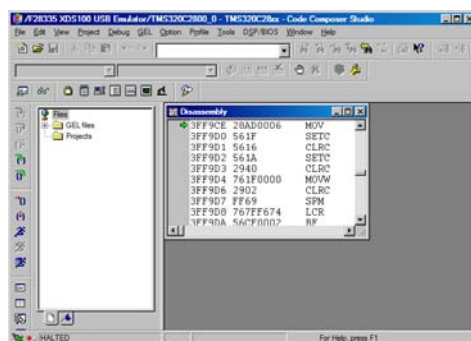 /F28335 XDS100 USB Emulator/TMS320C2800_0 - TMS320C28xx - Code Composer Studio
File Edit View Project Debug GEL Option Profile Tools DSP/BIOS Window Help
Files
GEL files
Projects
Disassembly
3FF9CE 28AD0006 MOV
3FF9D0 561F SETC
3FF9D1 5616 CLRC
3FF9D2 561A SETC
3FF9D3 2940 CLRC
3FF9D4 761F0000 MOVW
3FF9D6 2902 CLRC
3FF9D7 FF69 SPM
3FF9D8 767FF674 LCR
3FF9DA 56CF0002 BF
HALTED
For Help, press F1